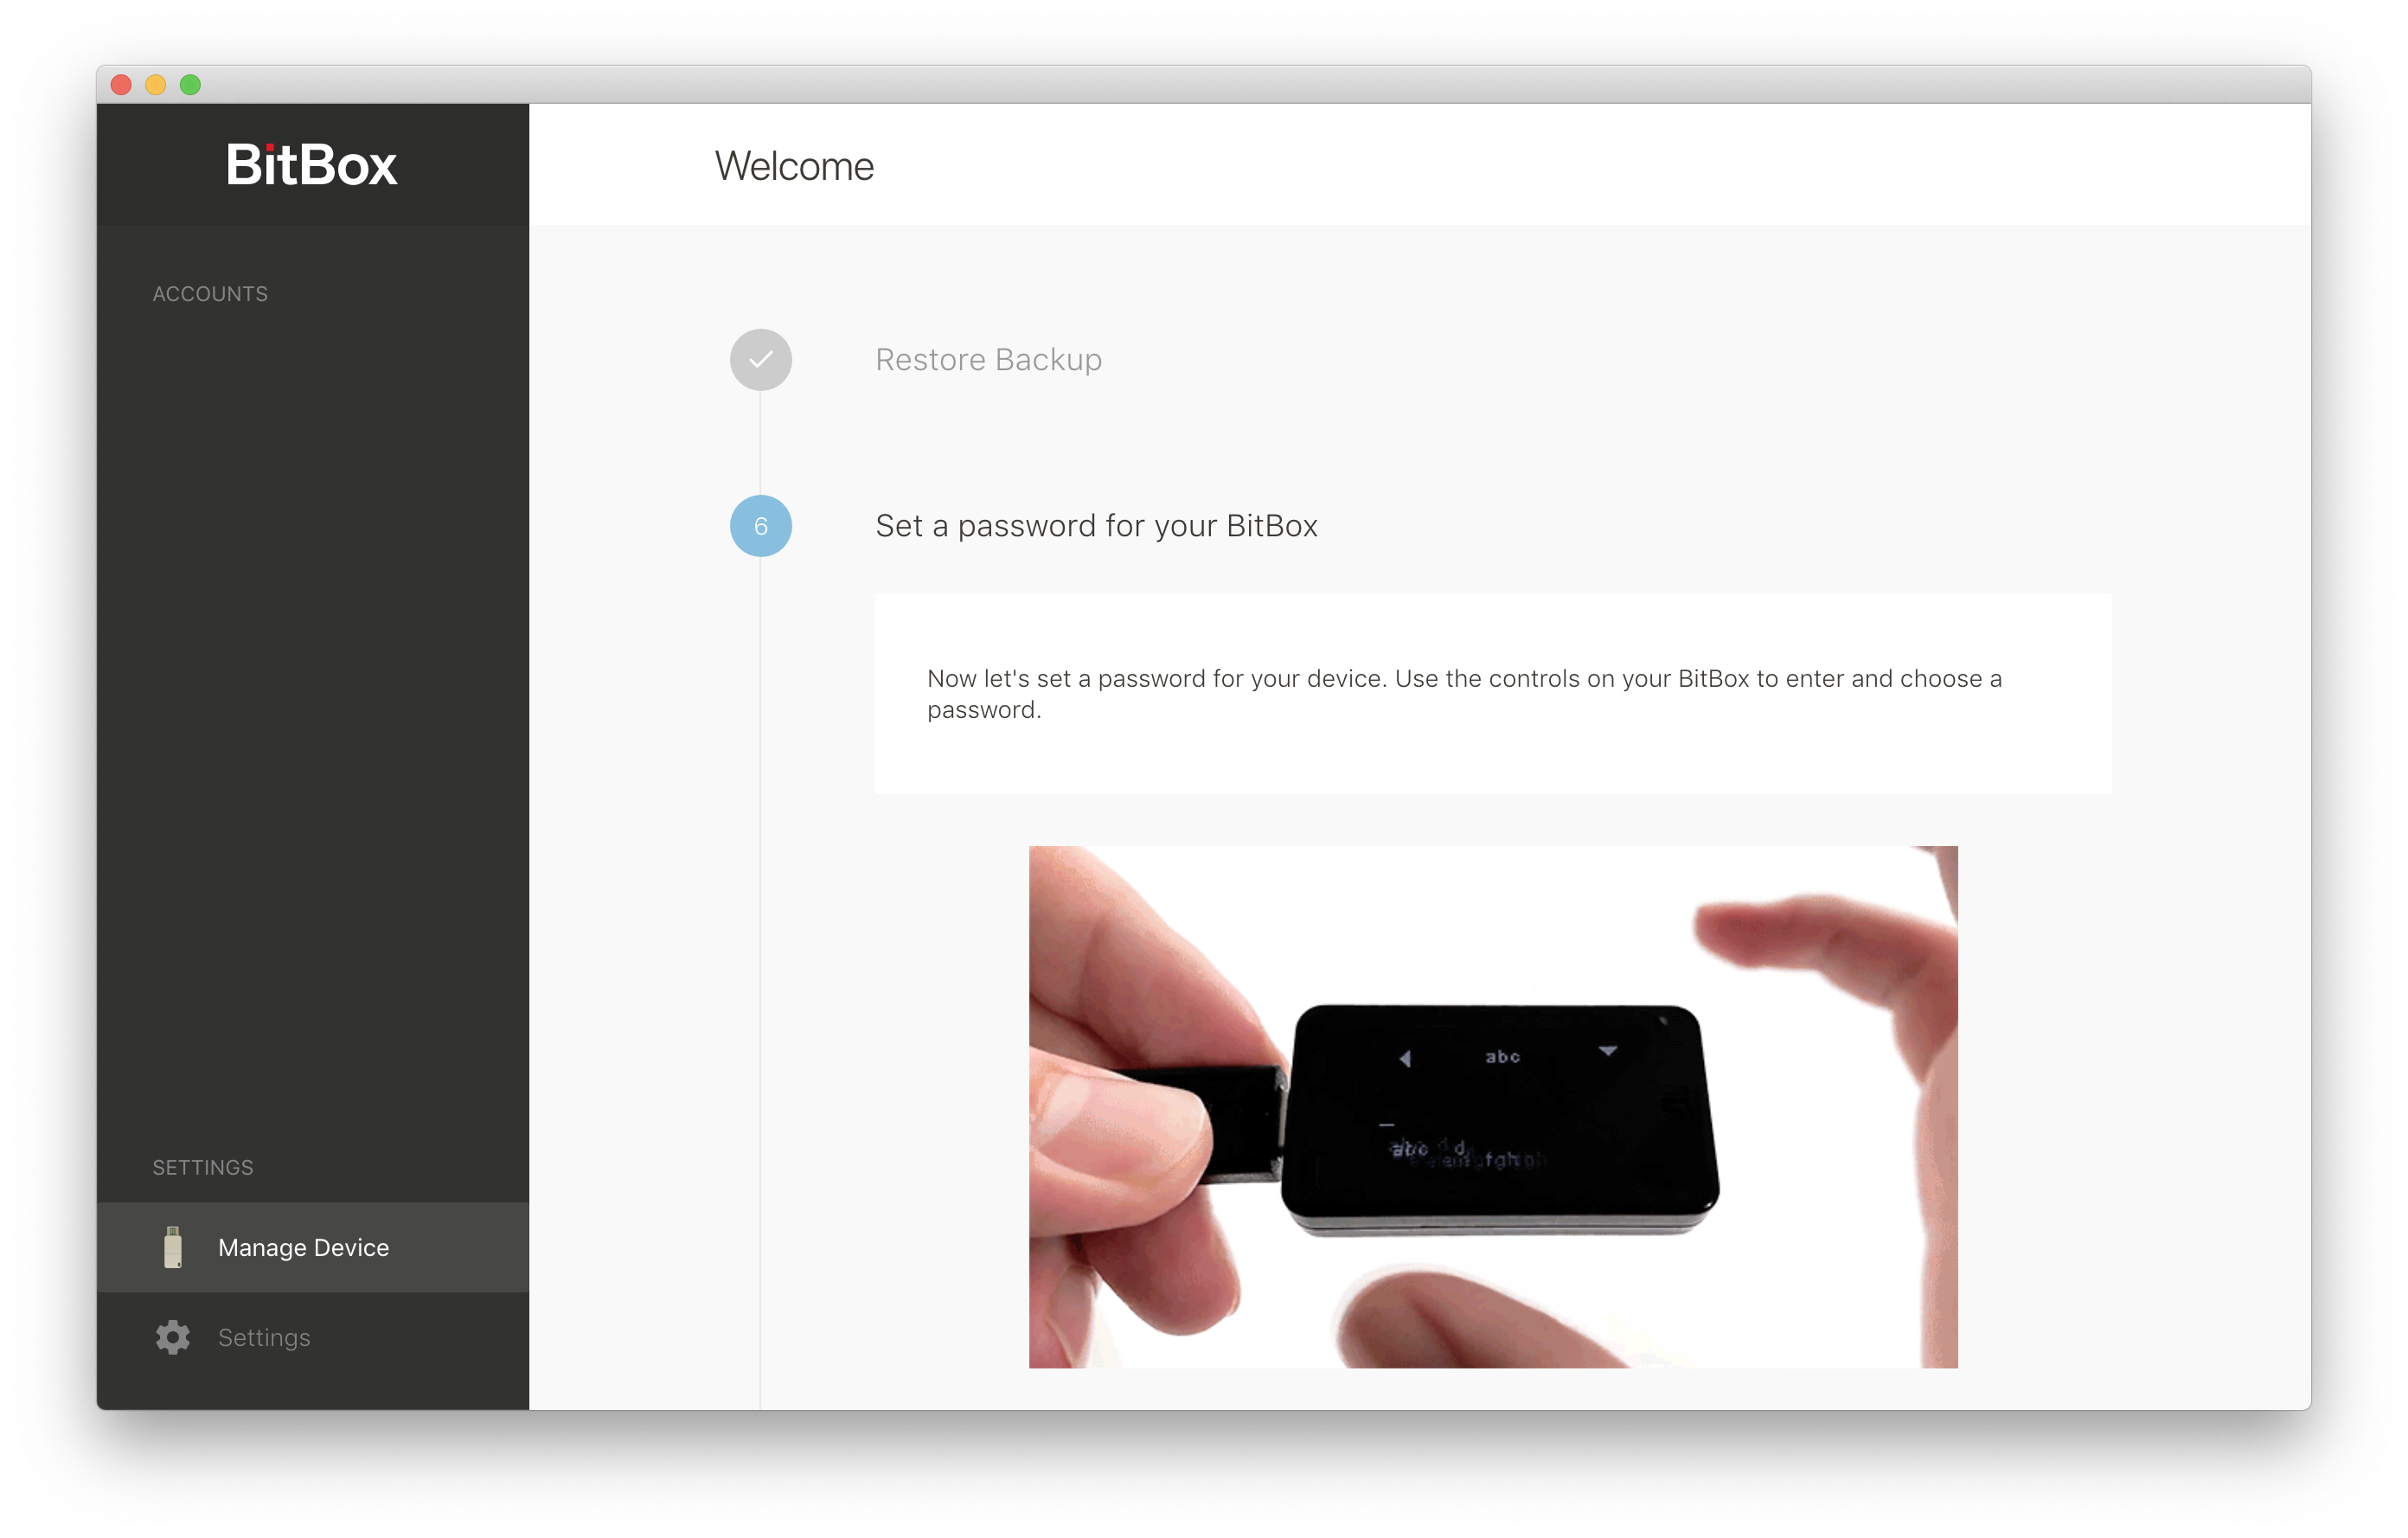 BitBox
Welcome
ACCOUNTS
Restore Backup
6
Set a password for your BitBox
Now let's set a password for your device. Use the controls on your BitBox to enter and choose a
password.
abc
SETTINGS
Manage Device
Settings